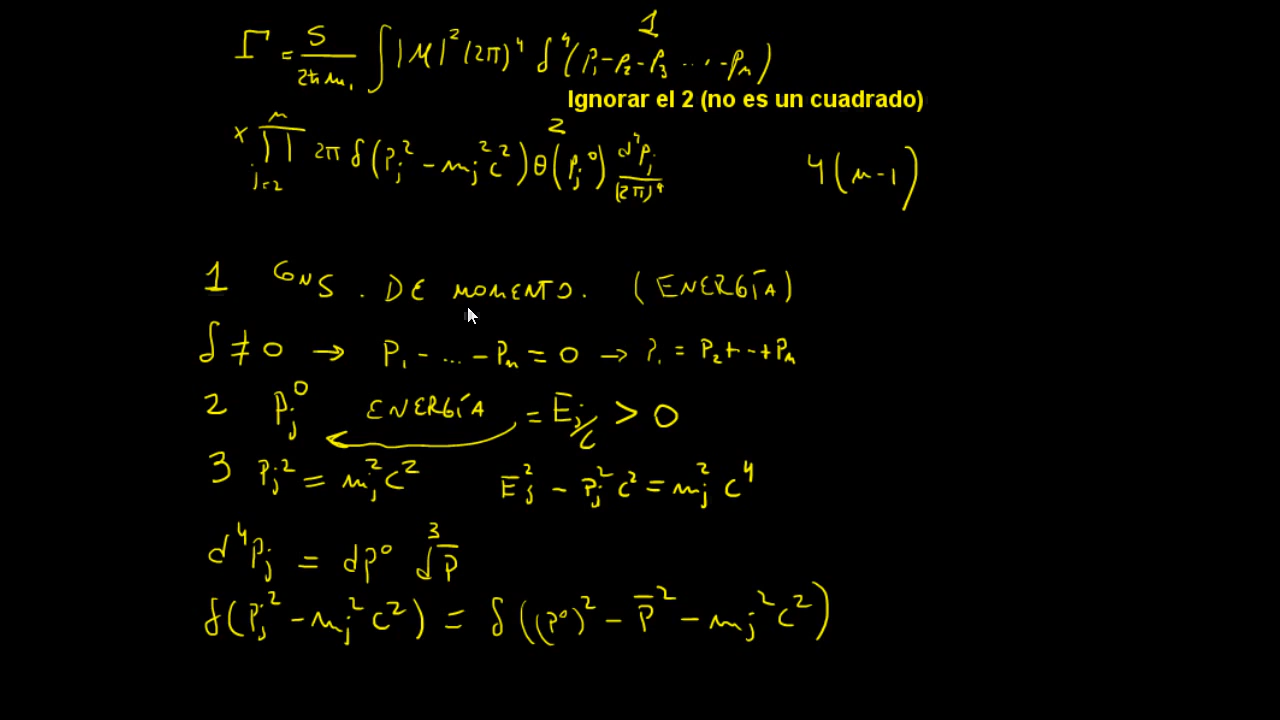 1
Γ = S/(2ħm₁) ∫ |M|² (2π)⁴ δ⁴(P₁ - P₂ - P₃ ... - Pₙ)
Ignorar el 2 (no es un cuadrado)
2
× ∏ⁿⱼ₌₂ 2π δ(Pⱼ² - mⱼ²c²) θ(Pⱼ⁰) d⁴Pⱼ/(2π)⁴ 4(n-1)
1 CONS. DE MOMENTO. (ENERGÍA)
δ ≠ 0 → P₁ - ... - Pₙ = 0 → P₁ = P₂ + ... + Pₙ
2 Pⱼ⁰ ENERGÍA = Eⱼ/c > 0
3 Pⱼ² = mⱼ²c² Eⱼ² - P̄ⱼ²c² = mⱼ²c⁴
d⁴Pⱼ = dP⁰ d³P̄
δ(Pⱼ² - mⱼ²c²) = δ((P⁰)² - P̄² - mⱼ²c²)